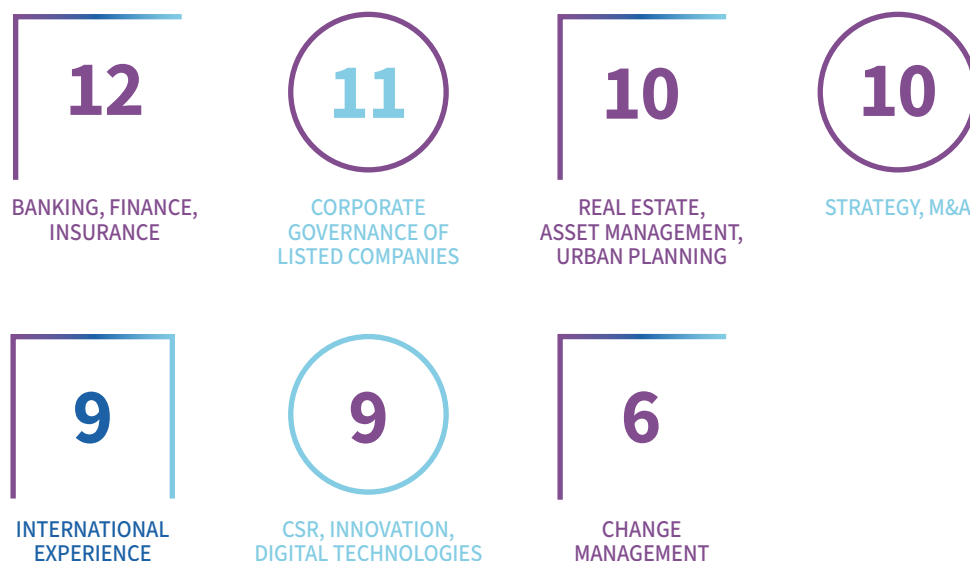 12
BANKING, FINANCE,
INSURANCE
11
CORPORATE
GOVERNANCE OF
LISTED COMPANIES
10
REAL ESTATE,
ASSET MANAGEMENT,
URBAN PLANNING
10
STRATEGY, M&A
9
INTERNATIONAL
EXPERIENCE
9
CSR, INNOVATION,
DIGITAL TECHNOLOGIES
6
CHANGE
MANAGEMENT